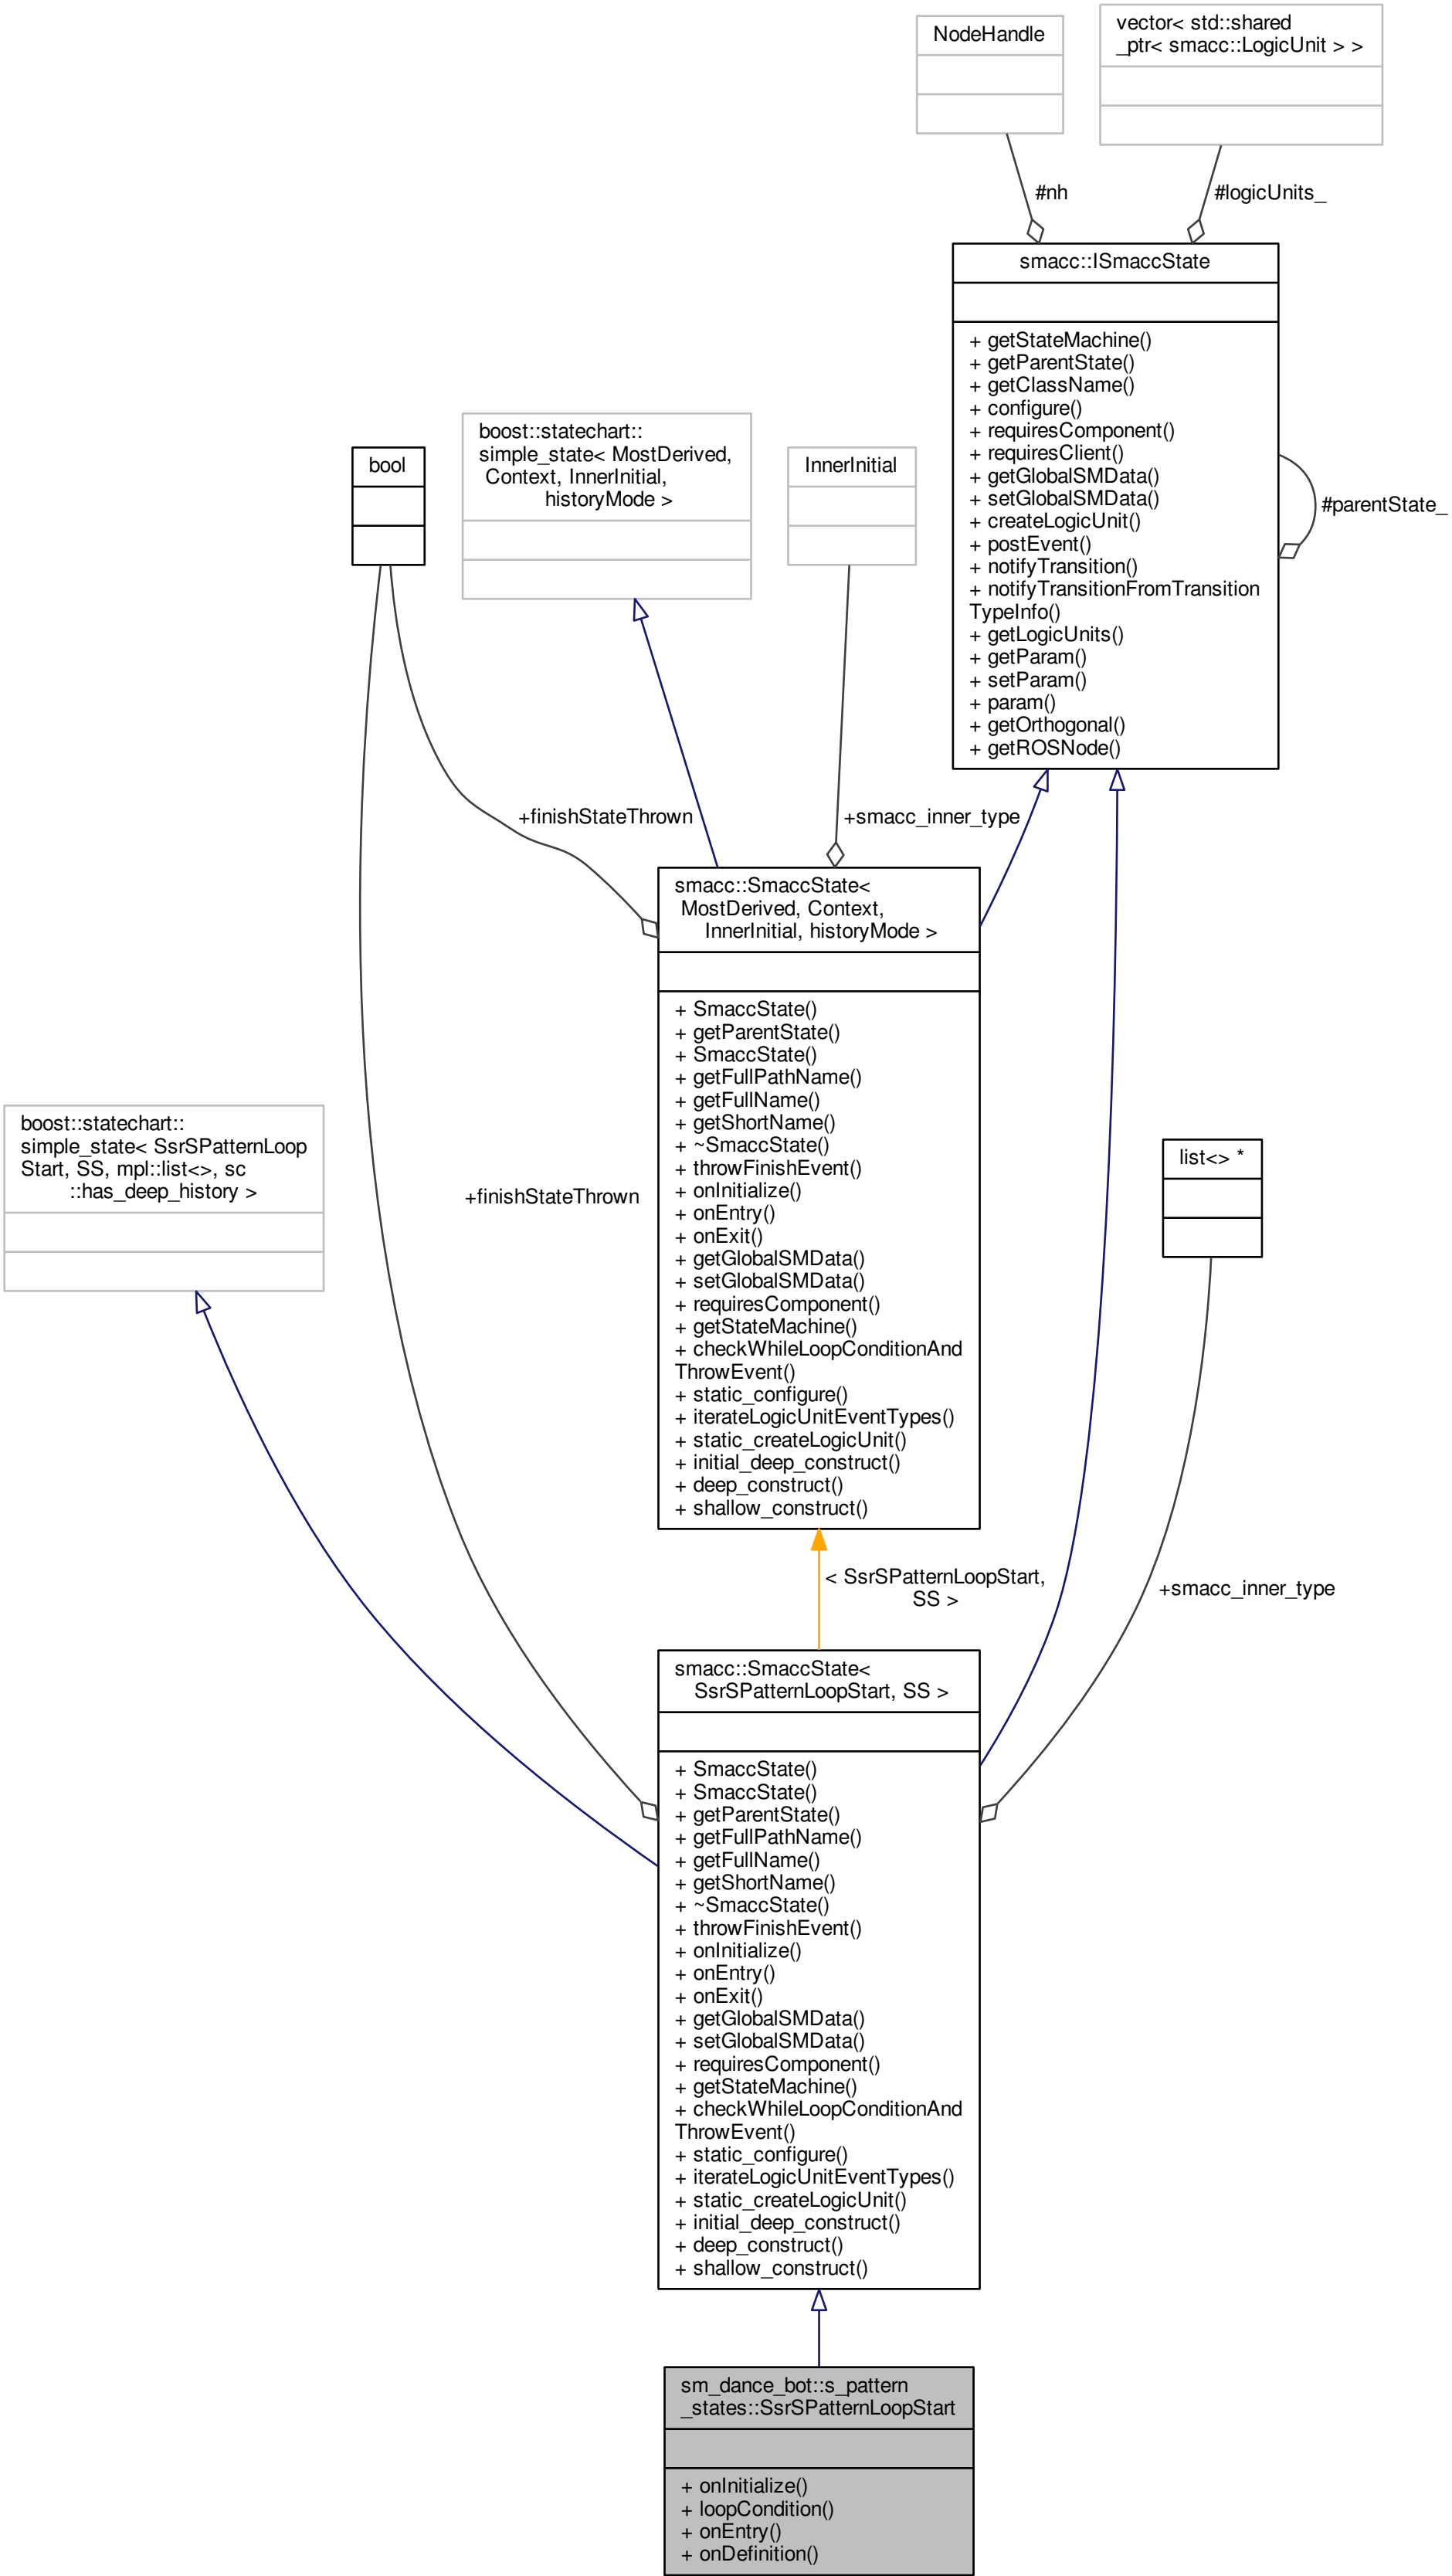 NodeHandle
vector< std::shared
_ptr< smacc::LogicUnit > >
#nh
#logicUnits_
smacc::ISmaccState
+ getStateMachine()
+ getParentState()
+ getClassName()
+ configure()
+ requiresComponent()
+ requiresClient()
+ getGlobalSMData()
+ setGlobalSMData()
+ createLogicUnit()
+ postEvent()
+ notifyTransition()
+ notifyTransitionFromTransition
TypeInfo()
+ getLogicUnits()
+ getParam()
+ setParam()
+ param()
+ getOrthogonal()
+ getROSNode()
#parentState_
bool
boost::statechart::
simple_state< MostDerived,
Context, InnerInitial,
historyMode >
InnerInitial
+finishStateThrown
+smacc_inner_type
smacc::SmaccState<
MostDerived, Context,
InnerInitial, historyMode >
+ SmaccState()
+ getParentState()
+ SmaccState()
+ getFullPathName()
+ getFullName()
+ getShortName()
+ ~SmaccState()
+ throwFinishEvent()
+ onInitialize()
+ onEntry()
+ onExit()
+ getGlobalSMData()
+ setGlobalSMData()
+ requiresComponent()
+ getStateMachine()
+ checkWhileLoopConditionAnd
ThrowEvent()
+ static_configure()
+ iterateLogicUnitEventTypes()
+ static_createLogicUnit()
+ initial_deep_construct()
+ deep_construct()
+ shallow_construct()
boost::statechart::
simple_state< SsrSPatternLoop
Start, SS, mpl::list<>, sc
::has_deep_history >
+finishStateThrown
list<> *
< SsrSPatternLoopStart,
SS >
+smacc_inner_type
smacc::SmaccState<
SsrSPatternLoopStart, SS >
+ SmaccState()
+ SmaccState()
+ getParentState()
+ getFullPathName()
+ getFullName()
+ getShortName()
+ ~SmaccState()
+ throwFinishEvent()
+ onInitialize()
+ onEntry()
+ onExit()
+ getGlobalSMData()
+ setGlobalSMData()
+ requiresComponent()
+ getStateMachine()
+ checkWhileLoopConditionAnd
ThrowEvent()
+ static_configure()
+ iterateLogicUnitEventTypes()
+ static_createLogicUnit()
+ initial_deep_construct()
+ deep_construct()
+ shallow_construct()
sm_dance_bot::s_pattern
_states::SsrSPatternLoopStart
+ onInitialize()
+ loopCondition()
+ onEntry()
+ onDefinition()